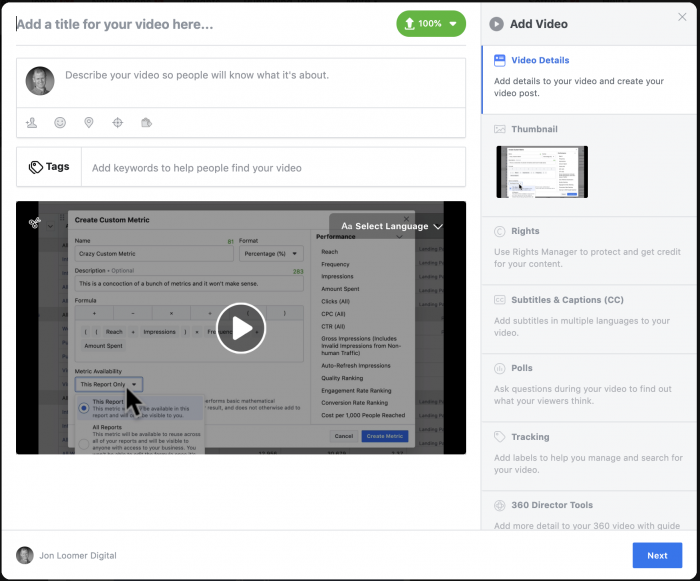 Add a title for your video here...
100%
Describe your video so people will know what it's about.
Tags
Add keywords to help people find your video
Create Custom Metric
Aa Select Language
Name
81
Format
Crazy Custom Metric
Percentage (%)
Description • Optional
283
This is a concoction of a bunch of metrics and it won't make sense.
Formula
+ − × ÷ ( )
( ( Reach + Impressions ) ×
Amount Spent
Metric Availability
This Report Only
This Report
This metric will be available in this
report and will be visible to you.
All Reports
This metric will be available to reuse across
all of your reports and will be visible to
anyone with access to your business. You
erforms basic mathematical
result, and does not otherwise add to
Performance
Reach
Frequency
Impressions
Amount Spent
Clicks (All)
CPC (All)
CTR (All)
Gross Impressions (Includes
Invalid Impressions from Non-
human Traffic)
Auto-Refresh Impressions
Quality Ranking
Engagement Rate Ranking
Conversion Rate Ranking
Cost per 1,000 People Reached
Cancel
Create Metric
Add Video
Video Details
Add details to your video and create your
video post.
Thumbnail
Rights
Use Rights Manager to protect and get credit
for your content.
Subtitles & Captions (CC)
Add subtitles in multiple languages to your
video.
Polls
Ask questions during your video to find out
what your viewers think.
Tracking
Add labels to help you manage and search for
your video.
360 Director Tools
Add more detail to your 360 video with guide
Jon Loomer Digital
Next